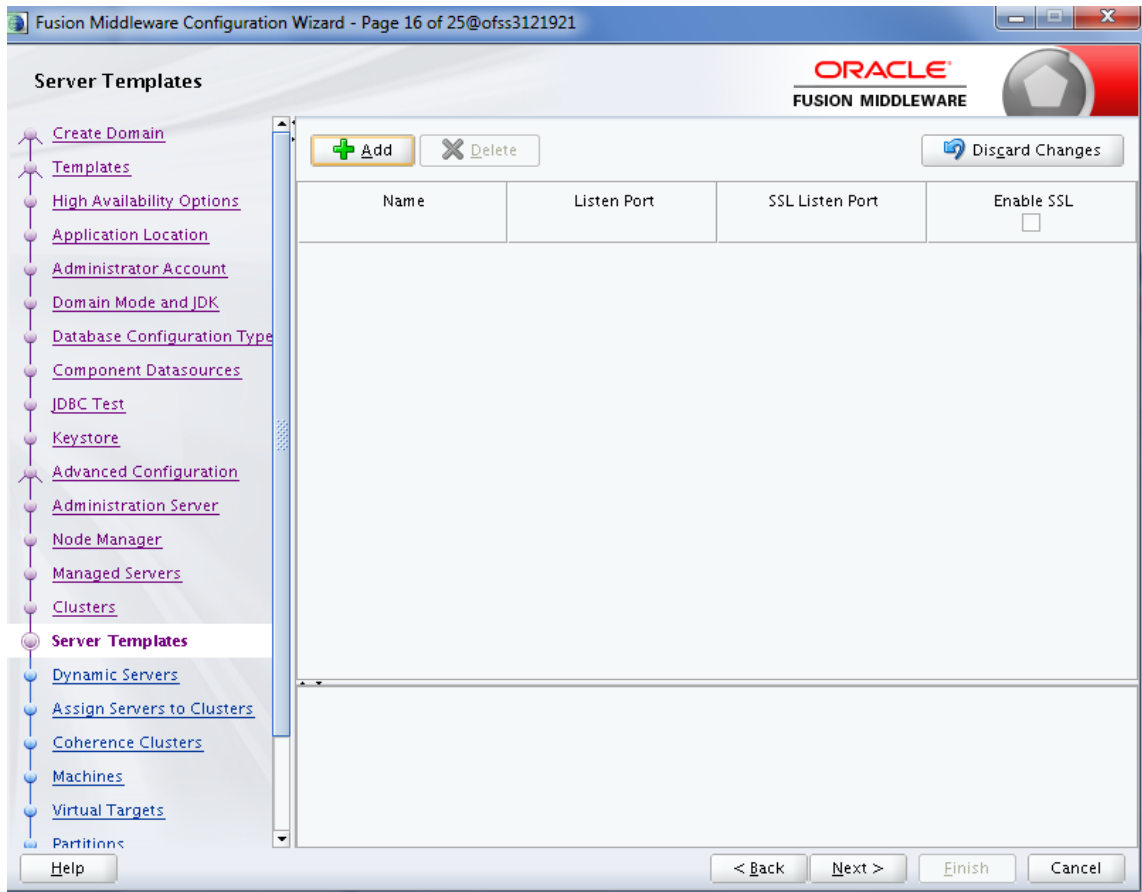 Fusion Middleware Configuration Wizard - Page 16 of 25@ofss3121921
Server Templates
ORACLE
FUSION MIDDLEWARE
Create Domain
Templates
High Availability Options
Application Location
Administrator Account
Domain Mode and JDK
Database Configuration Type
Component Datasources
JDBC Test
Keystore
Advanced Configuration
Administration Server
Node Manager
Managed Servers
Clusters
Server Templates
Dynamic Servers
Assign Servers to Clusters
Coherence Clusters
Machines
Virtual Targets
Partitions
Add Delete Discard Changes
Name Listen Port SSL Listen Port Enable SSL
Help < Back Next > Finish Cancel